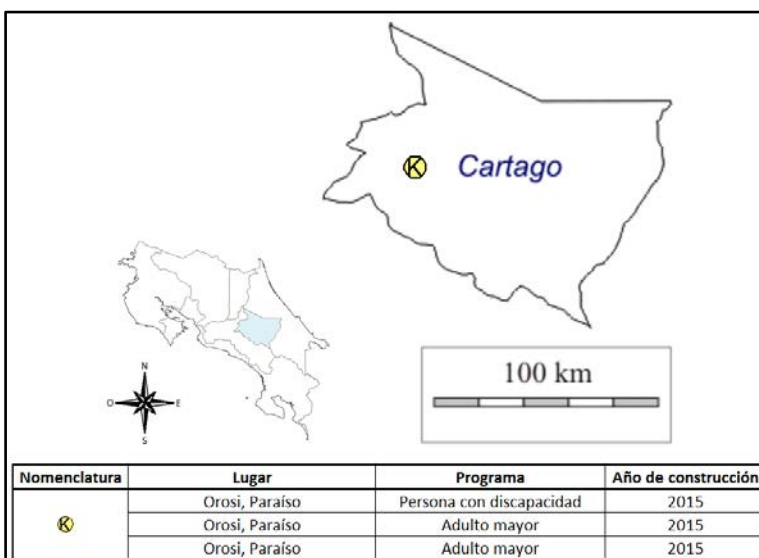 K
Cartago
N
O E
S
100 km
Nomenclatura Lugar Programa Año de construcción
K Orosi, Paraíso Persona con discapacidad 2015
Orosi, Paraíso Adulto mayor 2015
Orosi, Paraíso Adulto mayor 2015